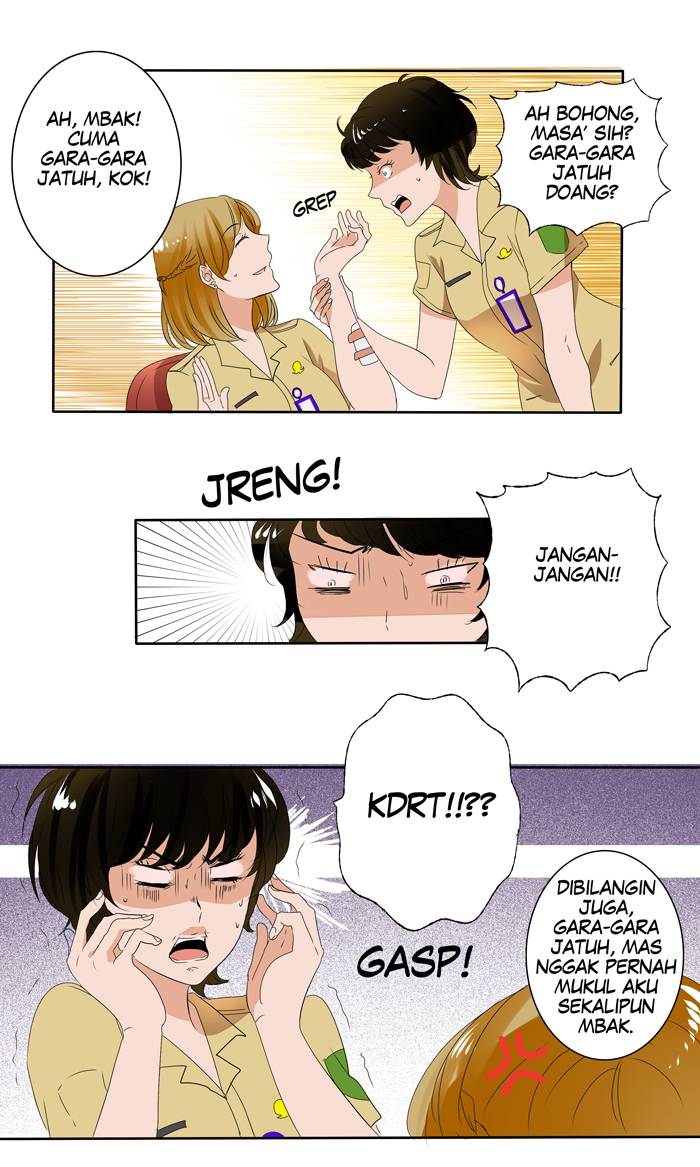 AH, MBAK!
CUMA
GARA-GARA
JATUH, KOK!
GREP
AH BOHONG,
MASA' SIH?
GARA-GARA
JATUH
DOANG?
JRENG!
JANGAN-
JANGAN!!
KDRT!!??
GASP!
DIBILANGIN
JUGA,
GARA-GARA
JATUH, MAS
NGGAK PERNAH
MUKUL AKU
SEKALIPUN
MBAK.